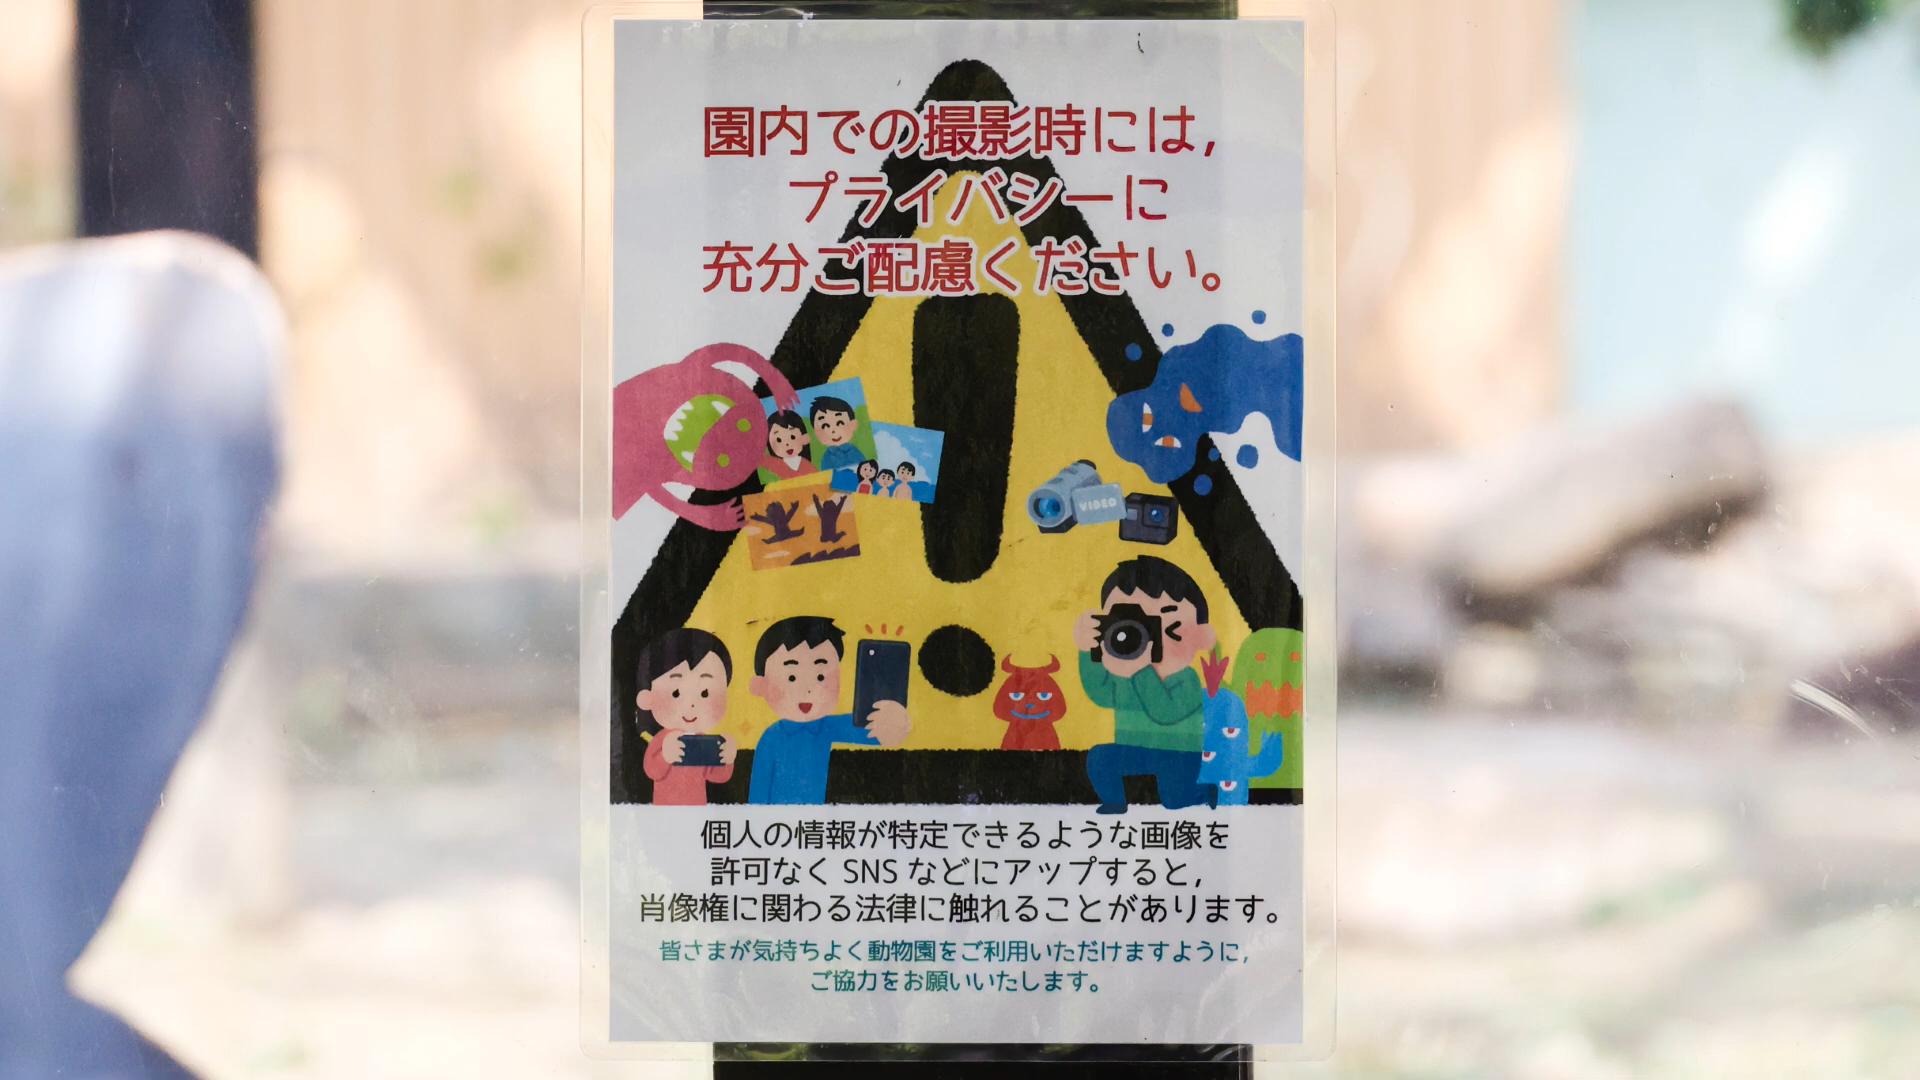 園内での撮影時には,
プライバシーに
充分ご配慮ください。
VIDEO
個人の情報が特定できるような画像を
許可なく SNS などにアップすると,
肖像権に関わる法律に触れることがあります。
皆さまが気持ちよく動物園をご利用いただけますように,
ご協力をお願いいたします。